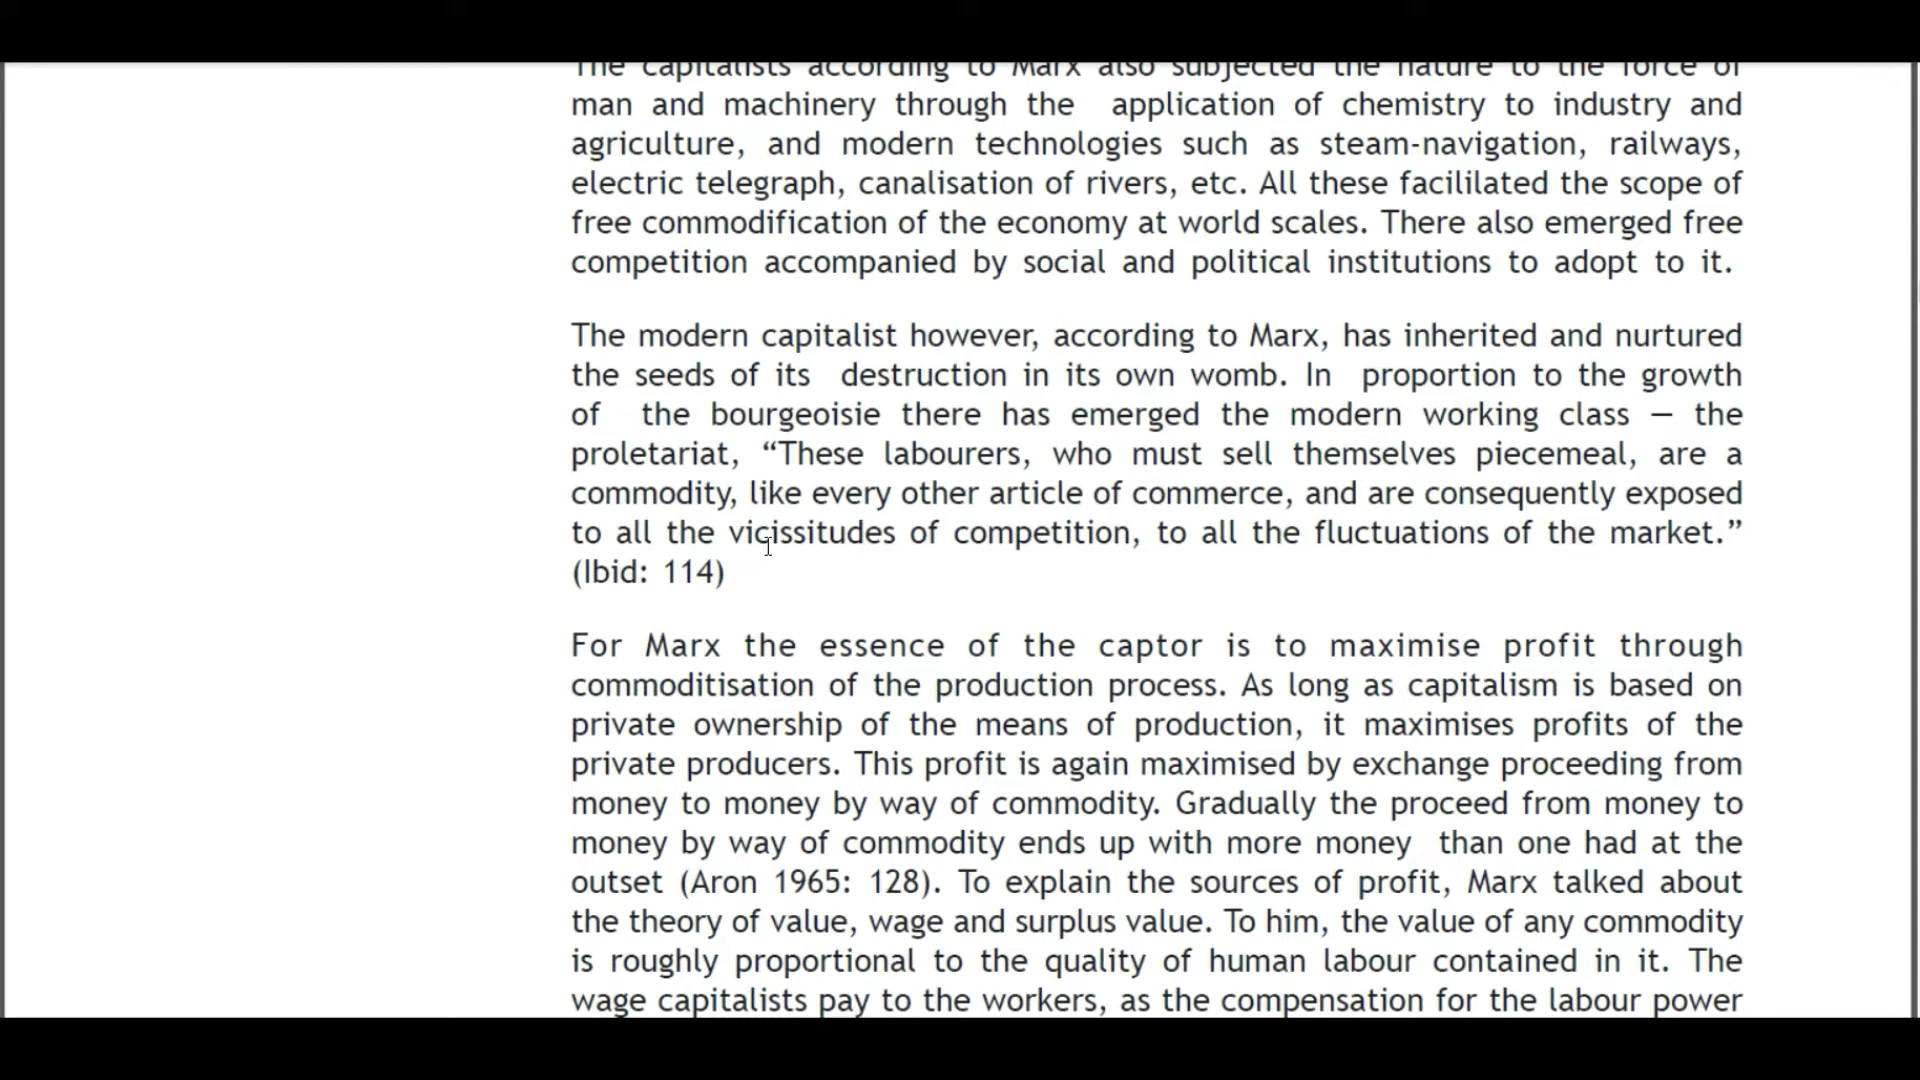 The capitalists according to Marx also subjected the nature to the force of
man and machinery through the application of chemistry to industry and
agriculture, and modern technologies such as steam-navigation, railways,
electric telegraph, canalisation of rivers, etc. All these facililated the scope of
free commodification of the economy at world scales. There also emerged free
competition accompanied by social and political institutions to adopt to it.
The modern capitalist however, according to Marx, has inherited and nurtured
the seeds of its destruction in its own womb. In proportion to the growth
of the bourgeoisie there has emerged the modern working class — the
proletariat, “These labourers, who must sell themselves piecemeal, are a
commodity, like every other article of commerce, and are consequently exposed
to all the vicissitudes of competition, to all the fluctuations of the market.”
(Ibid: 114)
For Marx the essence of the captor is to maximise profit through
commoditisation of the production process. As long as capitalism is based on
private ownership of the means of production, it maximises profits of the
private producers. This profit is again maximised by exchange proceeding from
money to money by way of commodity. Gradually the proceed from money to
money by way of commodity ends up with more money than one had at the
outset (Aron 1965: 128). To explain the sources of profit, Marx talked about
the theory of value, wage and surplus value. To him, the value of any commodity
is roughly proportional to the quality of human labour contained in it. The
wage capitalists pay to the workers, as the compensation for the labour power